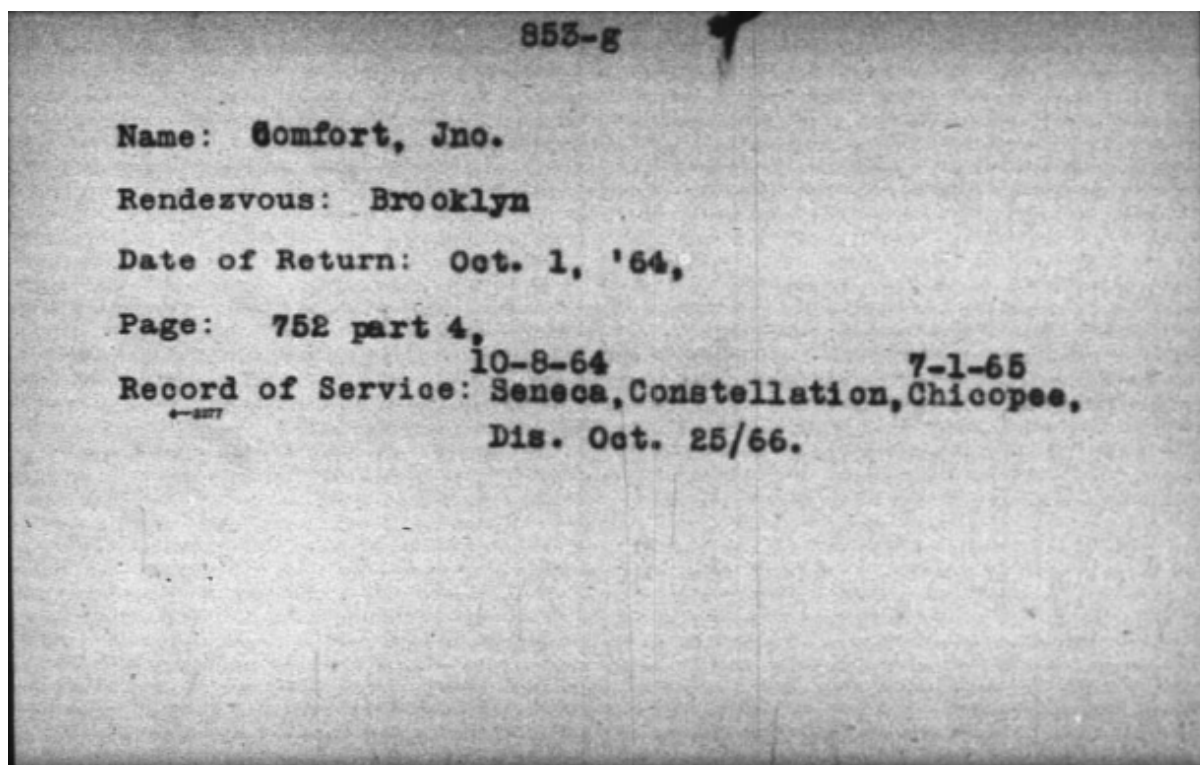 853-g
Name: Comfort, Jno.
Rendezvous: Brooklyn
Date of Return: Oct. 1, '64,
Page: 752 part 4,
10-8-64 7-1-65
Record of Service: Seneca, Constellation, Chicopee,
Dis. Oct. 25/66.